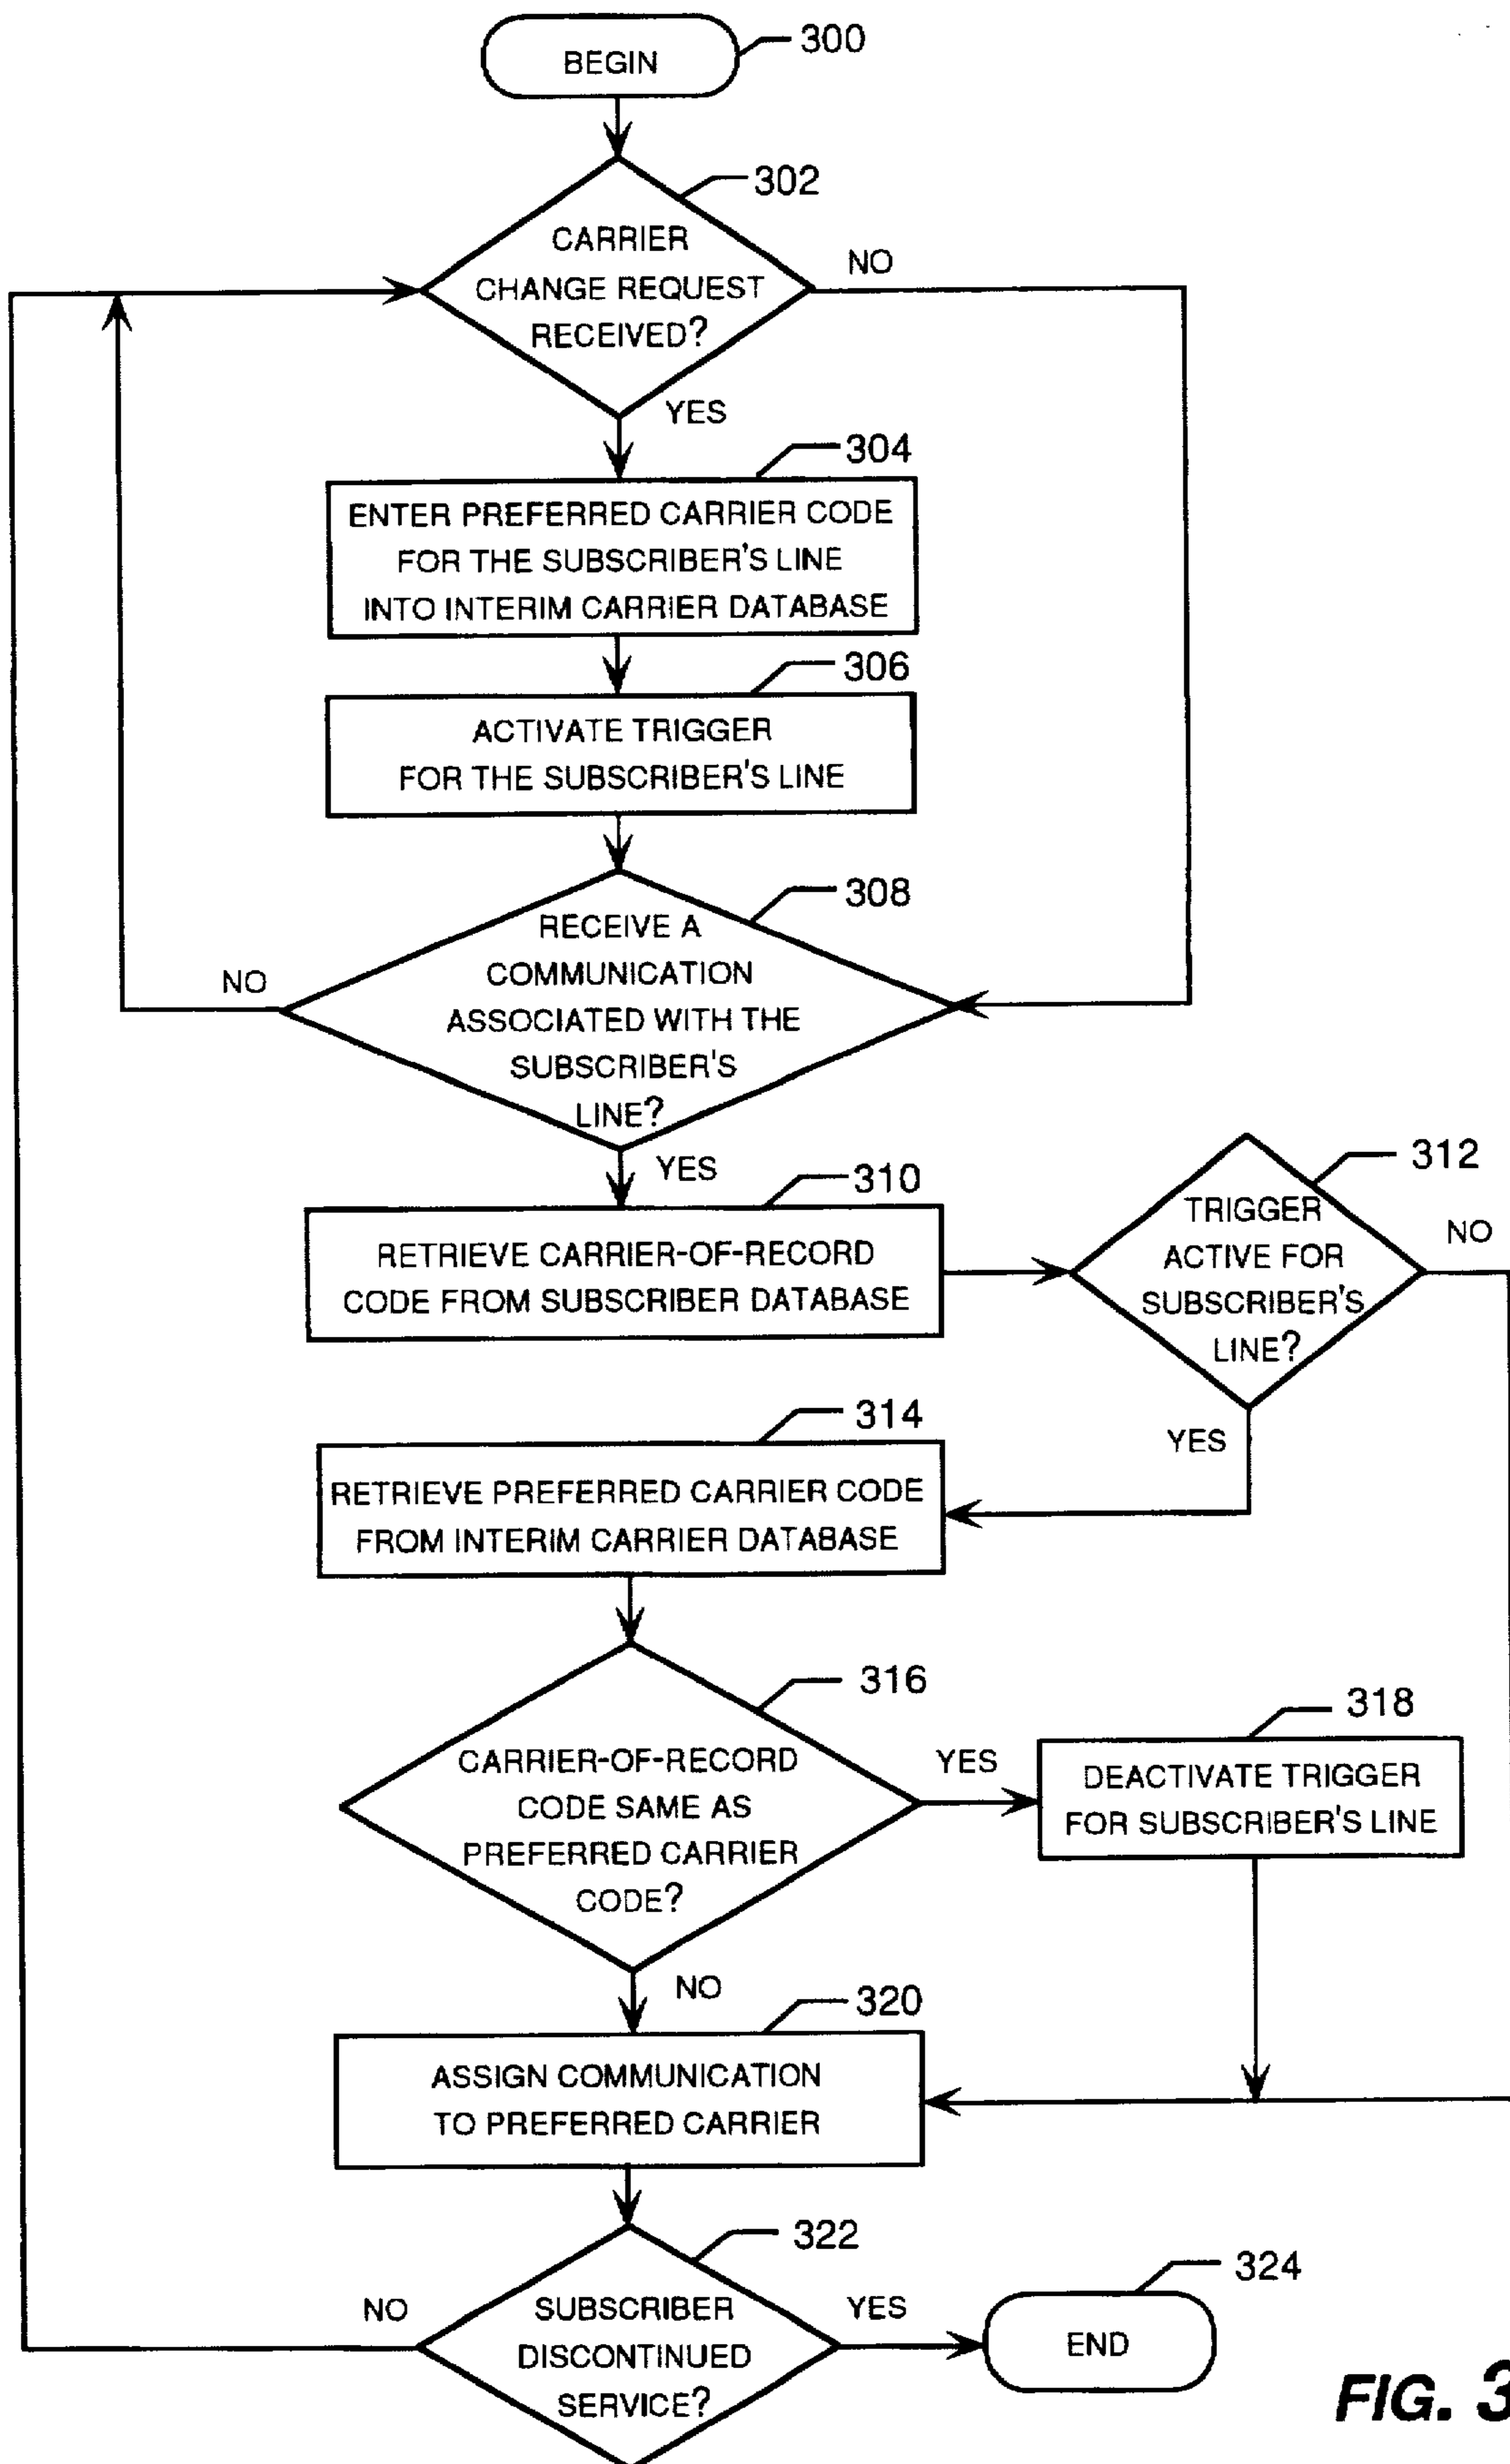 BEGIN
300
302
CARRIER
CHANGE REQUEST
RECEIVED?
NO
YES
304
ENTER PREFERRED CARRIER CODE
FOR THE SUBSCRIBER'S LINE
INTO INTERIM CARRIER DATABASE
306
ACTIVATE TRIGGER
FOR THE SUBSCRIBER'S LINE
308
RECEIVE A
COMMUNICATION
ASSOCIATED WITH THE
SUBSCRIBER'S
LINE?
NO
YES
310
RETRIEVE CARRIER-OF-RECORD
CODE FROM SUBSCRIBER DATABASE
312
TRIGGER
ACTIVE FOR
SUBSCRIBER'S
LINE?
NO
YES
314
RETRIEVE PREFERRED CARRIER CODE
FROM INTERIM CARRIER DATABASE
316
CARRIER-OF-RECORD
CODE SAME AS
PREFERRED CARRIER
CODE?
YES
318
DEACTIVATE TRIGGER
FOR SUBSCRIBER'S LINE
NO
320
ASSIGN COMMUNICATION
TO PREFERRED CARRIER
322
SUBSCRIBER
DISCONTINUED
SERVICE?
NO
YES
324
END
FIG. 3